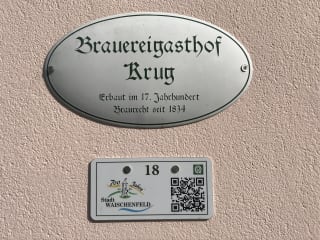 Brauereigasthof
Krug
Erbaut im 17. Jahrhundert
Braurecht seit 1834
18
Stadt
WAISCHENFELD